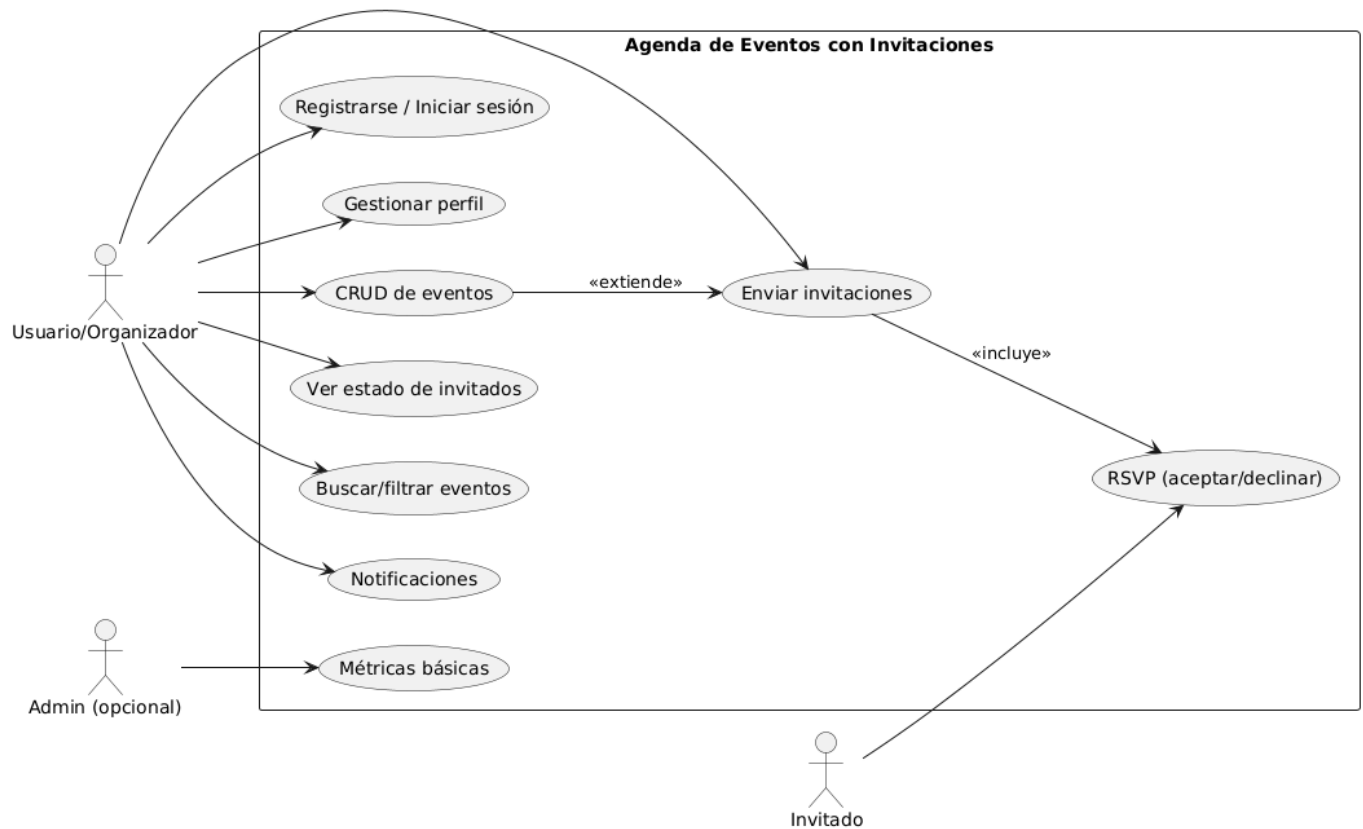 Agenda de Eventos con Invitaciones
Registrarse / Iniciar sesión
Gestionar perfil
CRUD de eventos
«extiende»
Enviar invitaciones
Usuario/Organizador
«incluye»
Ver estado de invitados
RSVP (aceptar/declinar)
Buscar/filtrar eventos
Notificaciones
Métricas básicas
Admin (opcional)
Invitado